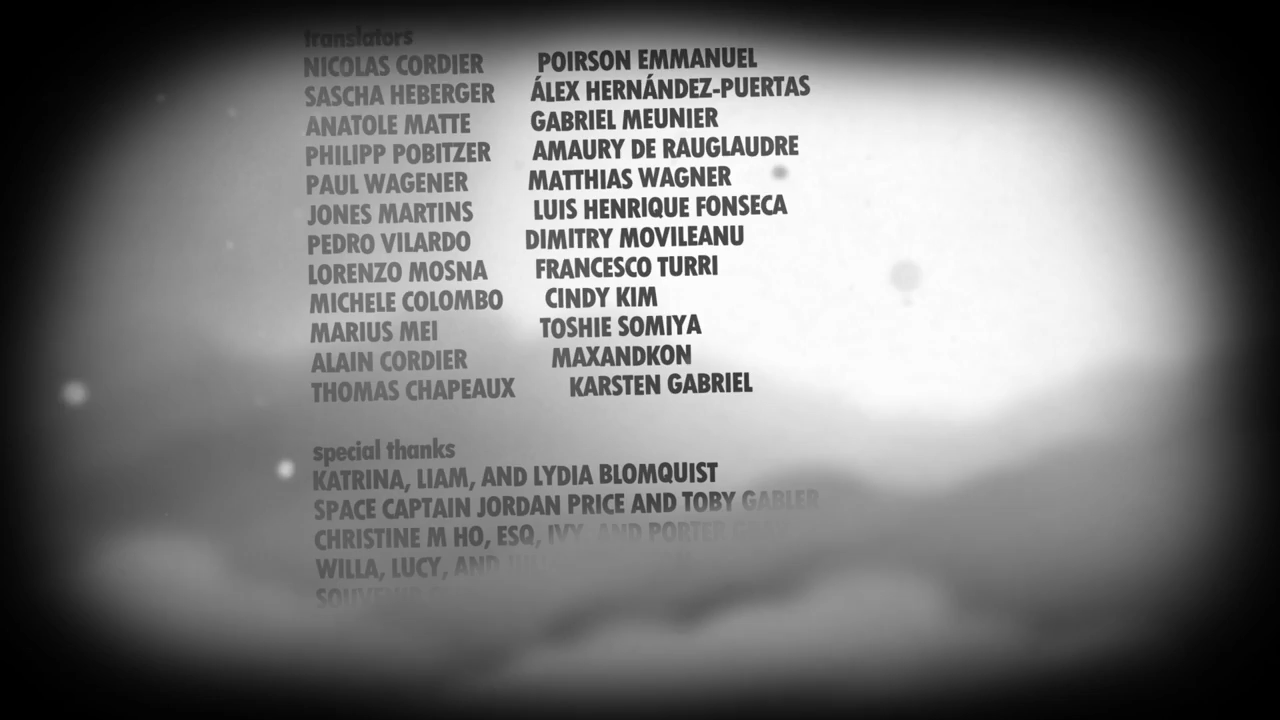 translators
NICOLAS CORDIER POIRSON EMMANUEL
SASCHA HEBERGER ÁLEX HERNÁNDEZ-PUERTAS
ANATOLE MATTE GABRIEL MEUNIER
PHILIPP POBITZER AMAURY DE RAUGLAUDRE
PAUL WAGENER MATTHIAS WAGNER
JONES MARTINS LUIS HENRIQUE FONSECA
PEDRO VILARDO DIMITRY MOVILEANU
LORENZO MOSNA FRANCESCO TURRI
MICHELE COLOMBO CINDY KIM
MARIUS MEI TOSHIE SOMIYA
ALAIN CORDIER MAXANDKON
THOMAS CHAPEAUX KARSTEN GABRIEL
special thanks
KATRINA, LIAM, AND LYDIA BLOMQUIST
SPACE CAPTAIN JORDAN PRICE AND TOBY GABLER
CHRISTINE M HO, ESQ, IVY, AND PORTER
WILLA, LUCY, AND